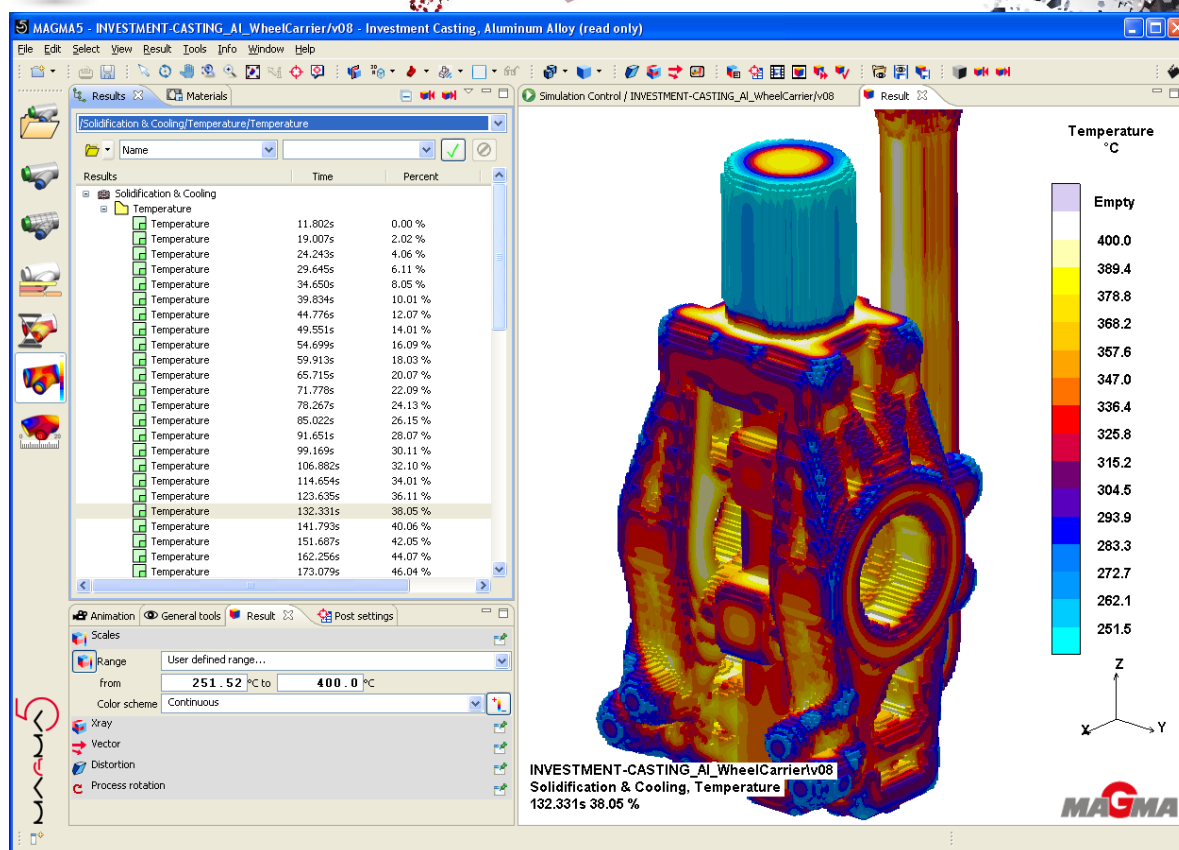 MAGMA5 - INVESTMENT-CASTING_Al_WheelCarrier/v08 - Investment Casting, Aluminum Alloy (read only)
File Edit Select View Result Tools Info Window Help
Results Materials
/Solidification & Cooling/Temperature/Temperature
Name
Results Time Percent
Solidification & Cooling
Temperature
Temperature 11.802s 0.00 %
Temperature 19.007s 2.02 %
Temperature 24.243s 4.06 %
Temperature 29.645s 6.11 %
Temperature 34.650s 8.05 %
Temperature 39.834s 10.01 %
Temperature 44.776s 12.07 %
Temperature 49.551s 14.01 %
Temperature 54.699s 16.09 %
Temperature 59.913s 18.03 %
Temperature 65.715s 20.07 %
Temperature 71.778s 22.09 %
Temperature 78.267s 24.13 %
Temperature 85.022s 26.15 %
Temperature 91.651s 28.07 %
Temperature 99.169s 30.11 %
Temperature 106.882s 32.10 %
Temperature 114.654s 34.01 %
Temperature 123.635s 36.11 %
Temperature 132.331s 38.05 %
Temperature 141.793s 40.06 %
Temperature 151.687s 42.05 %
Temperature 162.256s 44.07 %
Temperature 173.079s 46.04 %
Animation General tools Result Post settings
Scales
Range User defined range...
from 251.52 °C to 400.0 °C
Color scheme Continuous
Xray
Vector
Distortion
Process rotation
MAGMA5
Simulation Control / INVESTMENT-CASTING_Al_WheelCarrier/v08 Result
Temperature
°C
Empty
400.0
389.4
378.8
368.2
357.6
347.0
336.4
325.8
315.2
304.5
293.9
283.3
272.7
262.1
251.5
Z
X Y
INVESTMENT-CASTING_Al_WheelCarrier\v08
Solidification & Cooling, Temperature
132.331s 38.05 %
MAGMA